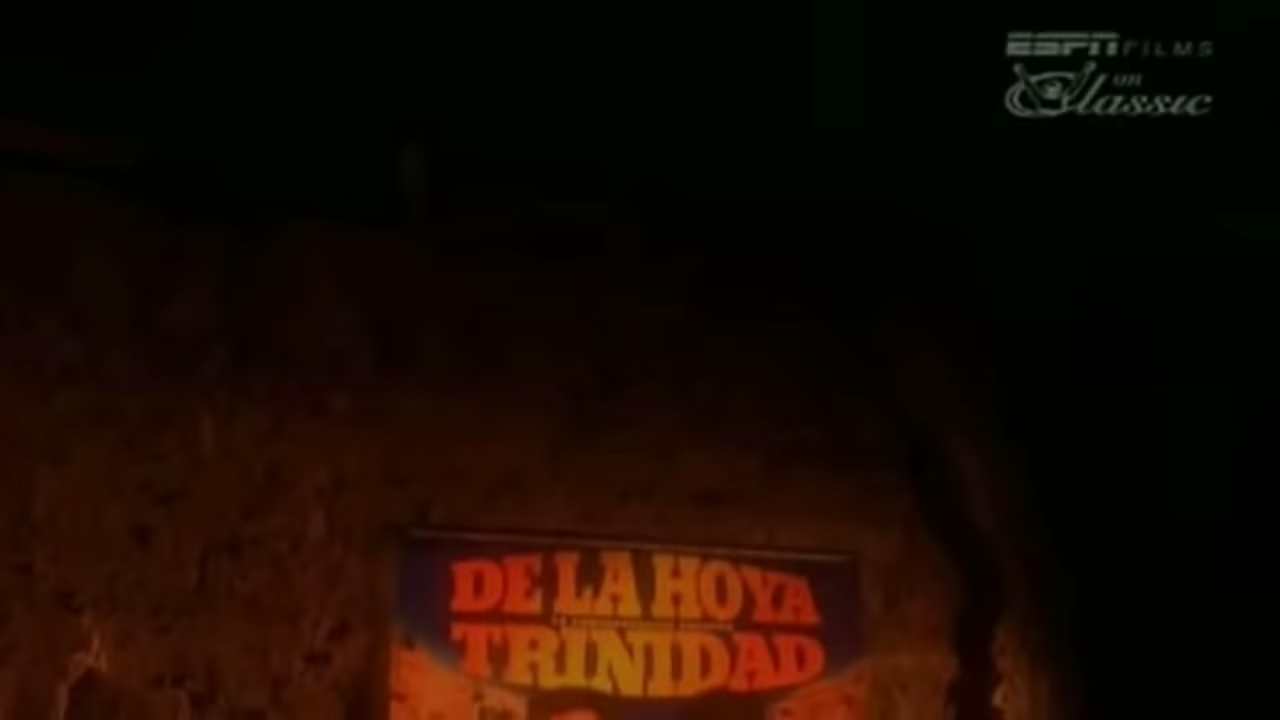 ESPN FILMS
on
Classic
DE LA HOYA
TRINIDAD